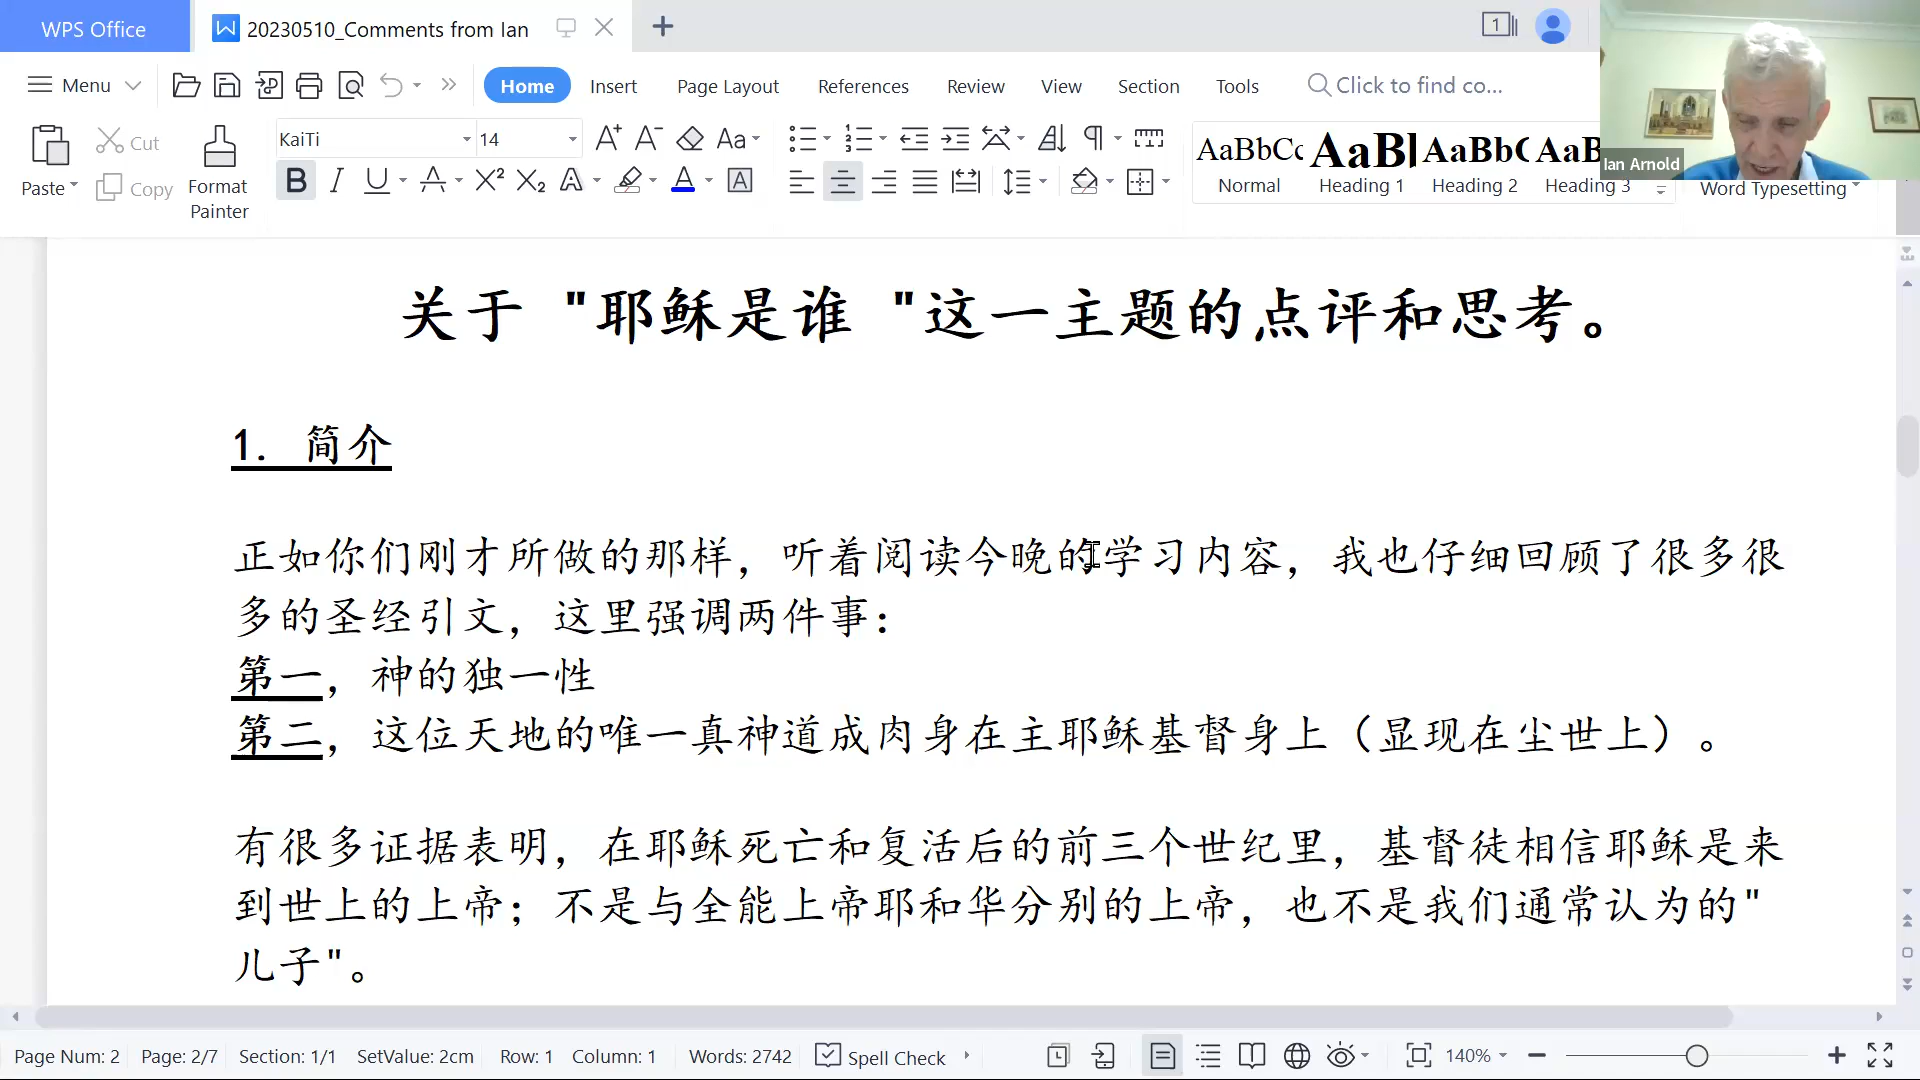 WPS Office
20230510_Comments from Ian
1
Menu
Home
Insert
Page Layout
References
Review
View
Section
Tools
Click to find co...
Paste
Cut
Copy
Format
Painter
KaiTi
14
AaBbCc
Normal
AaBl
Heading 1
AaBb(
Heading 2
AaB
Heading 3
Word Typesetting
Ian Arnold
关于 "耶稣是谁 "这一主题的点评和思考。
1. 简介
正如你们刚才所做的那样，听着阅读今晚的学习内容，我也仔细回顾了很多很
多的圣经引文，这里强调两件事：
第一，神的独一性
第二，这位天地的唯一真神道成肉身在主耶稣基督身上（显现在尘世上）。
有很多证据表明，在耶稣死亡和复活后的前三个世纪里，基督徒相信耶稣是来
到世上的上帝；不是与全能上帝耶和华分别的上帝，也不是我们通常认为的"
儿子"。
Page Num: 2
Page: 2/7
Section: 1/1
SetValue: 2cm
Row: 1
Column: 1
Words: 2742
Spell Check
140%